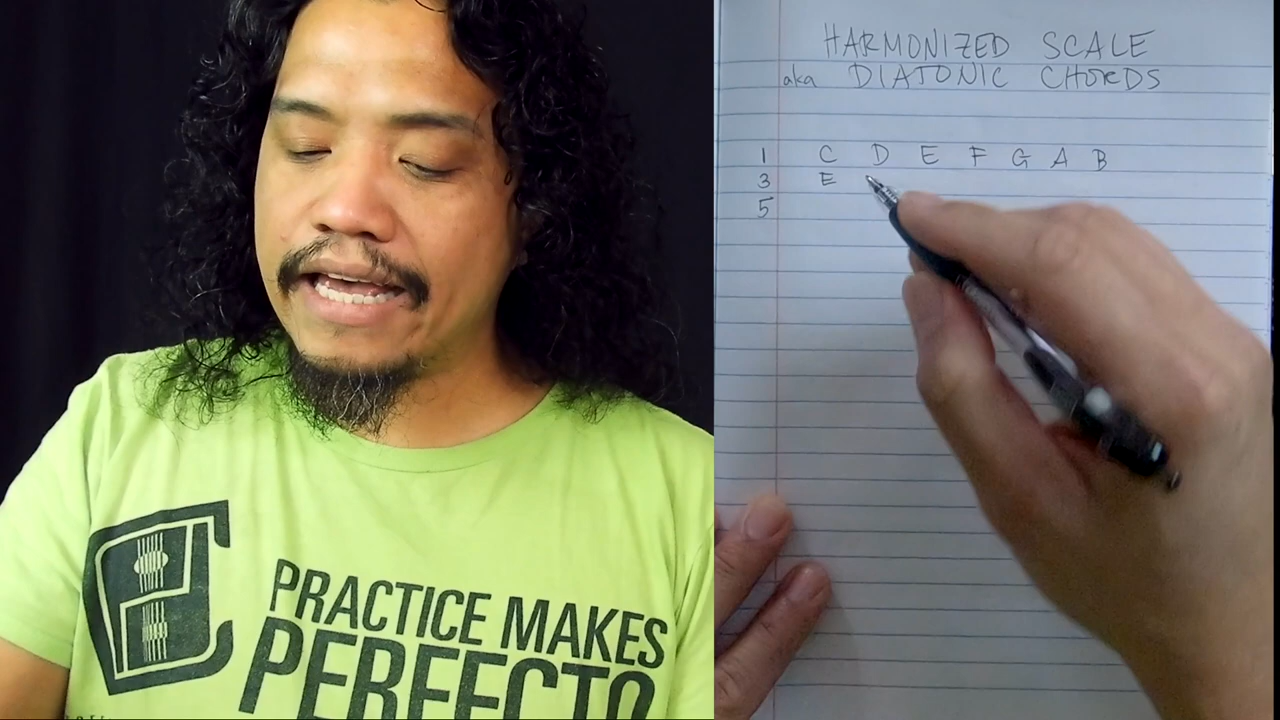 PRACTICE MAKES
PERFECTO
HARMONIZED SCALE
aka DIATONIC CHORDS
1 C D E F G A B
3 E
5